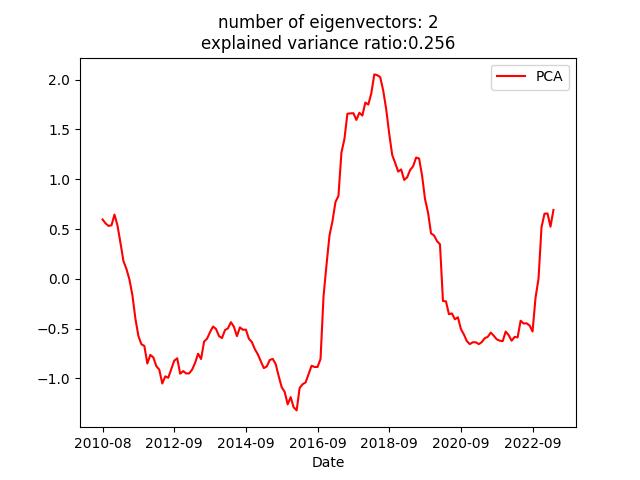 number of eigenvectors: 2
explained variance ratio:0.256
PCA
2.0
1.5
1.0
0.5
0.0
−0.5
−1.0
2010-08 2012-09 2014-09 2016-09 2018-09 2020-09 2022-09
Date